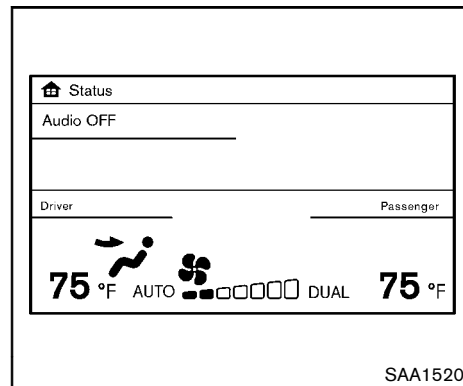 Status
Audio OFF
Driver Passenger
75 °F AUTO DUAL 75 °F
SAA1520